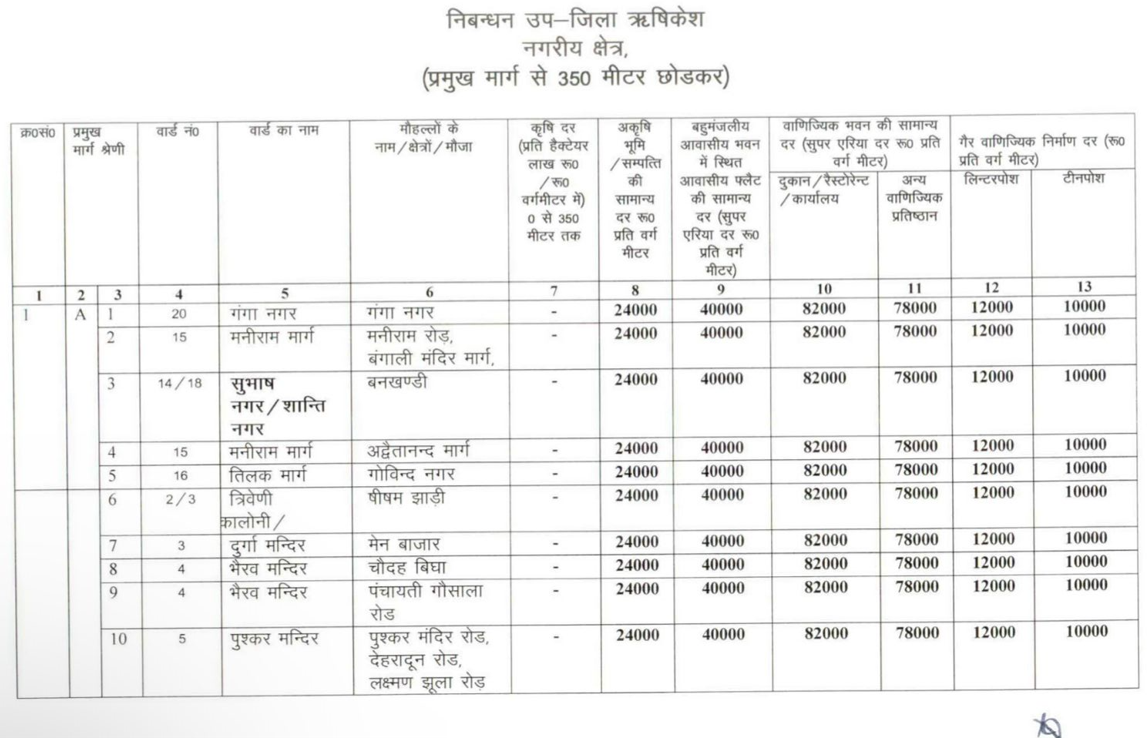 निबन्धन उप–जिला ऋषिकेश
नगरीय क्षेत्र,
(प्रमुख मार्ग से 350 मीटर छोडकर)
क्र0सं0 प्रमुख मार्ग श्रेणी वार्ड नं0 वार्ड का नाम मौहल्लों के नाम/क्षेत्रों/मौजा कृषि दर (प्रति हैक्टेयर लाख रू0 /रू0 वर्गमीटर में) 0 से 350 मीटर तक अकृषि भूमि /सम्पत्ति की सामान्य दर रू0 प्रति वर्ग मीटर बहुमंजलीय आवासीय भवन में स्थित आवासीय फ्लैट की सामान्य दर (सुपर एरिया दर रू0 प्रति वर्ग मीटर) वाणिज्यिक भवन की सामान्य दर (सुपर एरिया दर रू0 प्रति वर्ग मीटर) गैर वाणिज्यिक निर्माण दर (रू0 प्रति वर्ग मीटर)
दुकान/रैस्टोरेन्ट /कार्यालय अन्य वाणिज्यिक प्रतिष्ठान लिन्टरपोश टीनपोश
1 2 3 4 5 6 7 8 9 10 11 12 13
1 A 1 20 गंगा नगर गंगा नगर - 24000 40000 82000 78000 12000 10000
2 15 मनीराम मार्ग मनीराम रोड़, - 24000 40000 82000 78000 12000 10000
बंगाली मंदिर मार्ग,
3 14/18 सुभाष बनखण्डी - 24000 40000 82000 78000 12000 10000
नगर/शान्ति
नगर
4 15 मनीराम मार्ग अद्वैतानन्द मार्ग - 24000 40000 82000 78000 12000 10000
5 16 तिलक मार्ग गोविन्द नगर - 24000 40000 82000 78000 12000 10000
6 2/3 त्रिवेणी षीषम झाड़ी - 24000 40000 82000 78000 12000 10000
कालोनी/
7 3 दुर्गा मन्दिर मेन बाजार - 24000 40000 82000 78000 12000 10000
8 4 भैरव मन्दिर चौदह बिघा - 24000 40000 82000 78000 12000 10000
9 4 भैरव मन्दिर पंचायती गौसाला - 24000 40000 82000 78000 12000 10000
रोड
10 5 पुश्कर मन्दिर पुश्कर मंदिर रोड, - 24000 40000 82000 78000 12000 10000
देहरादून रोड,
लक्ष्मण झूला रोड़